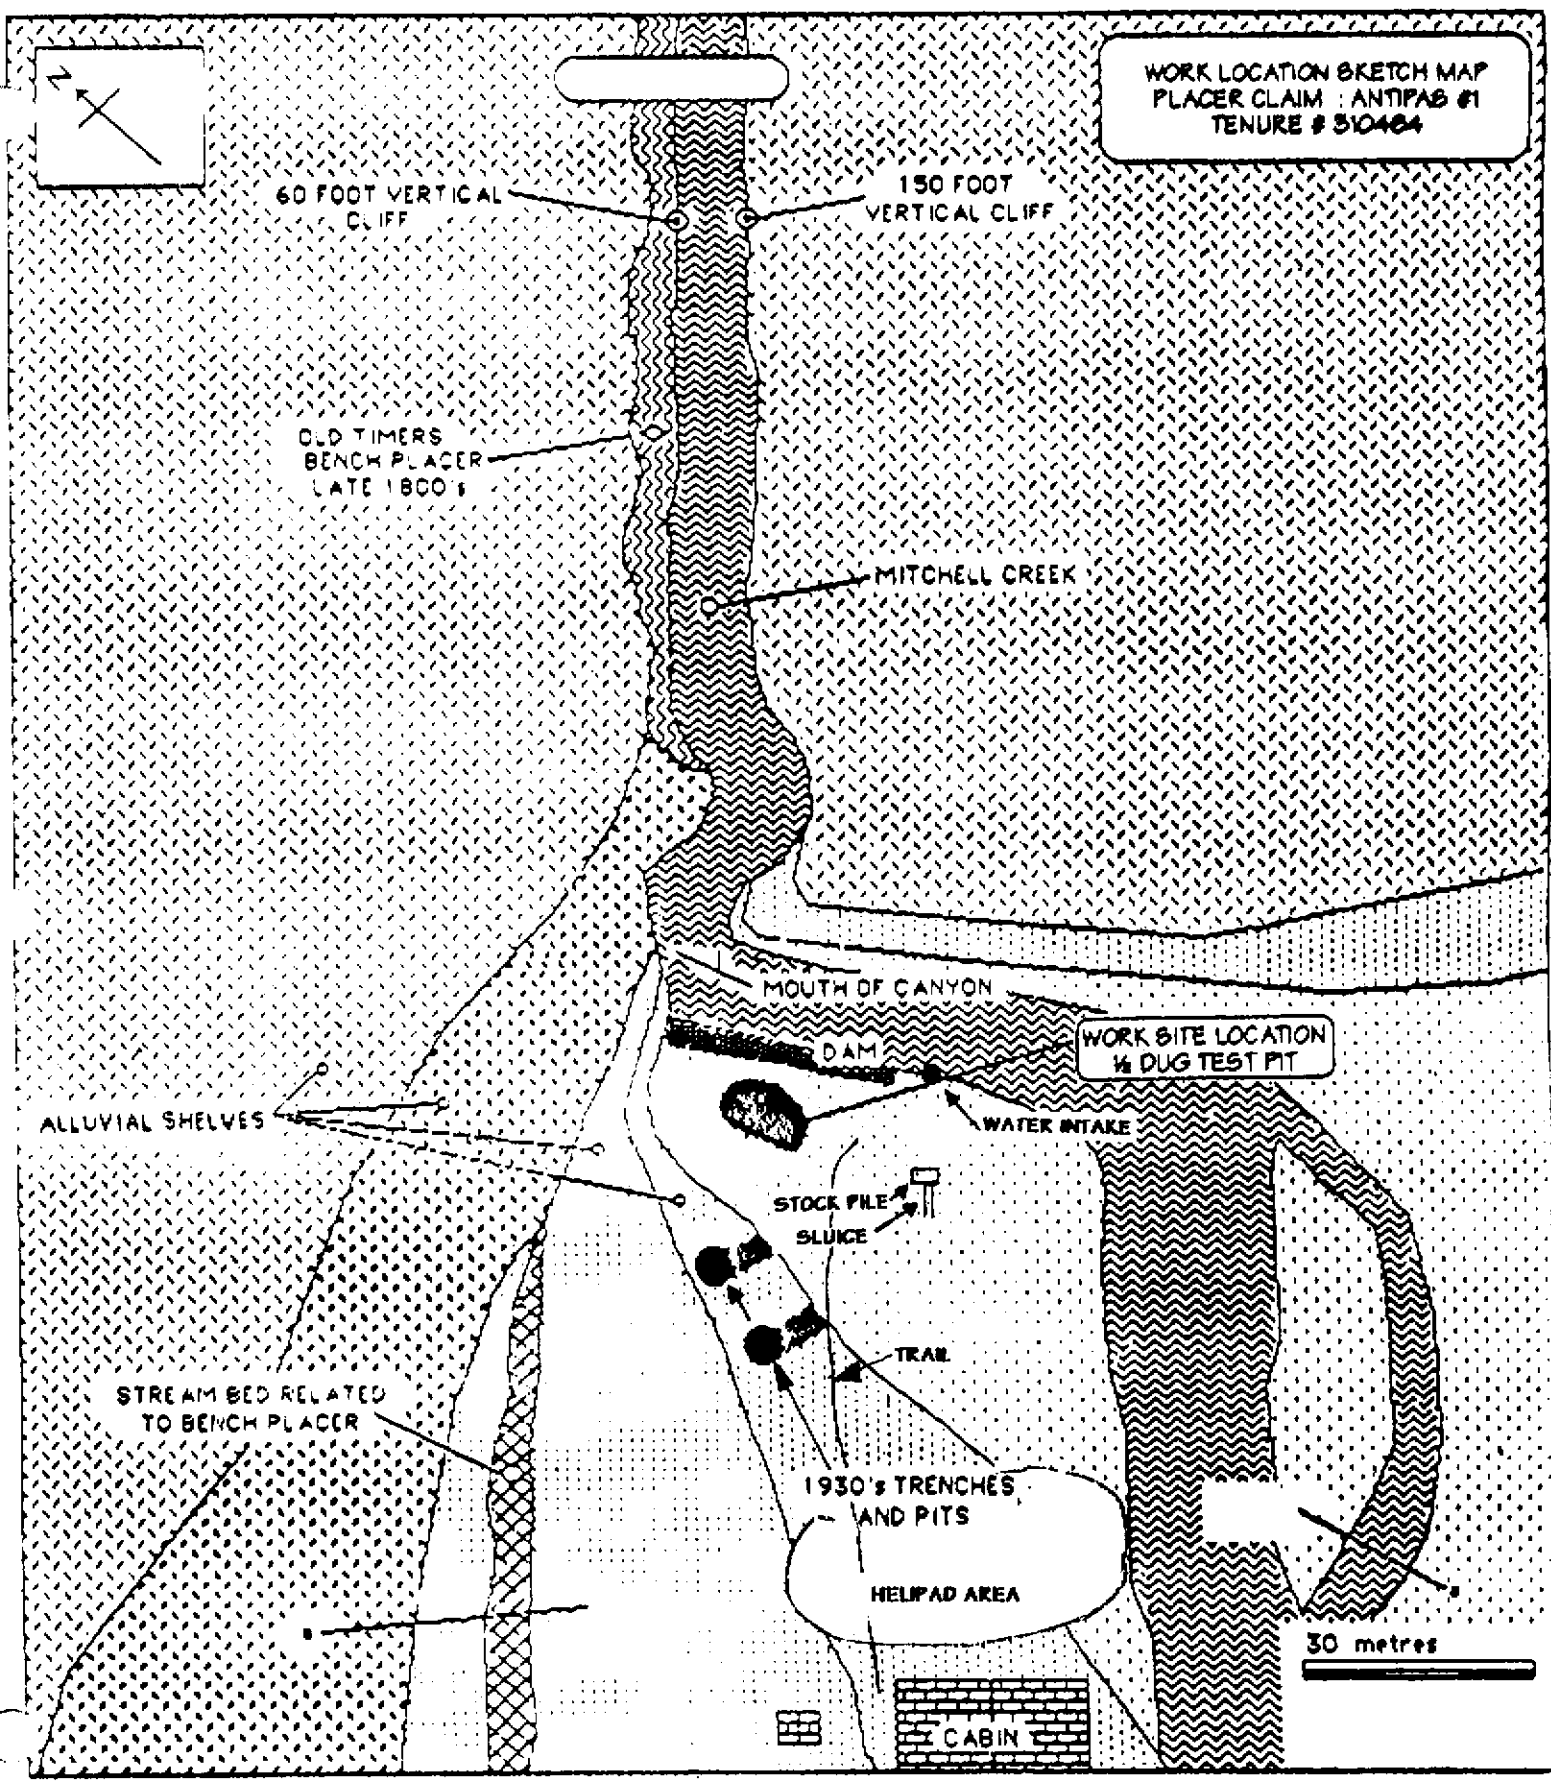 N
WORK LOCATION SKETCH MAP
PLACER CLAIM : ANTIPAS #1
TENURE # 310464
60 FOOT VERTICAL
CLIFF
150 FOOT
VERTICAL CLIFF
OLD TIMERS
BENCH PLACER
LATE 1800's
MITCHELL CREEK
MOUTH OF CANYON
DAM
WORK SITE LOCATION
½ DUG TEST PIT
ALLUVIAL SHELVES
WATER INTAKE
STOCK PILE
SLUICE
TRAIL
STREAM BED RELATED
TO BENCH PLACER
1930's TRENCHES
AND PITS
HELIPAD AREA
30 metres
CABIN